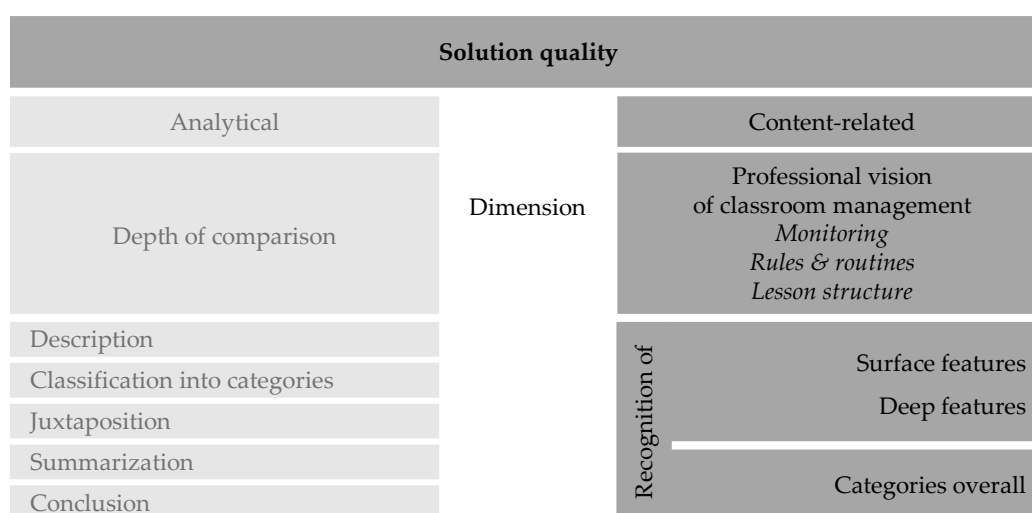 Solution quality
Analytical
Dimension
Content-related
Depth of comparison
Professional vision
of classroom management
Monitoring
Rules & routines
Lesson structure
Description
Classification into categories
Juxtaposition
Summarization
Conclusion
Recognition of
Surface features
Deep features
Categories overall